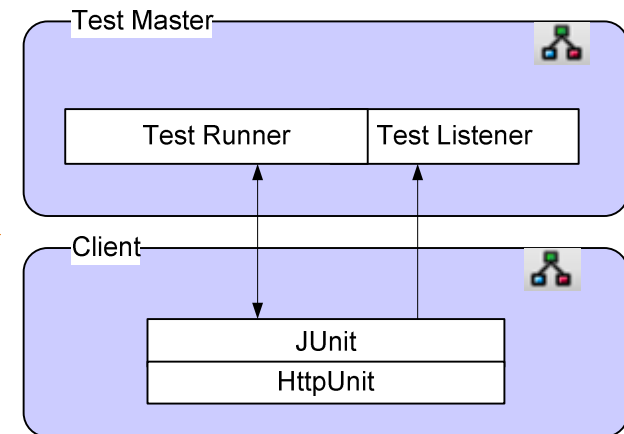 Test Master
Test Runner
Test Listener
Client
JUnit
HttpUnit